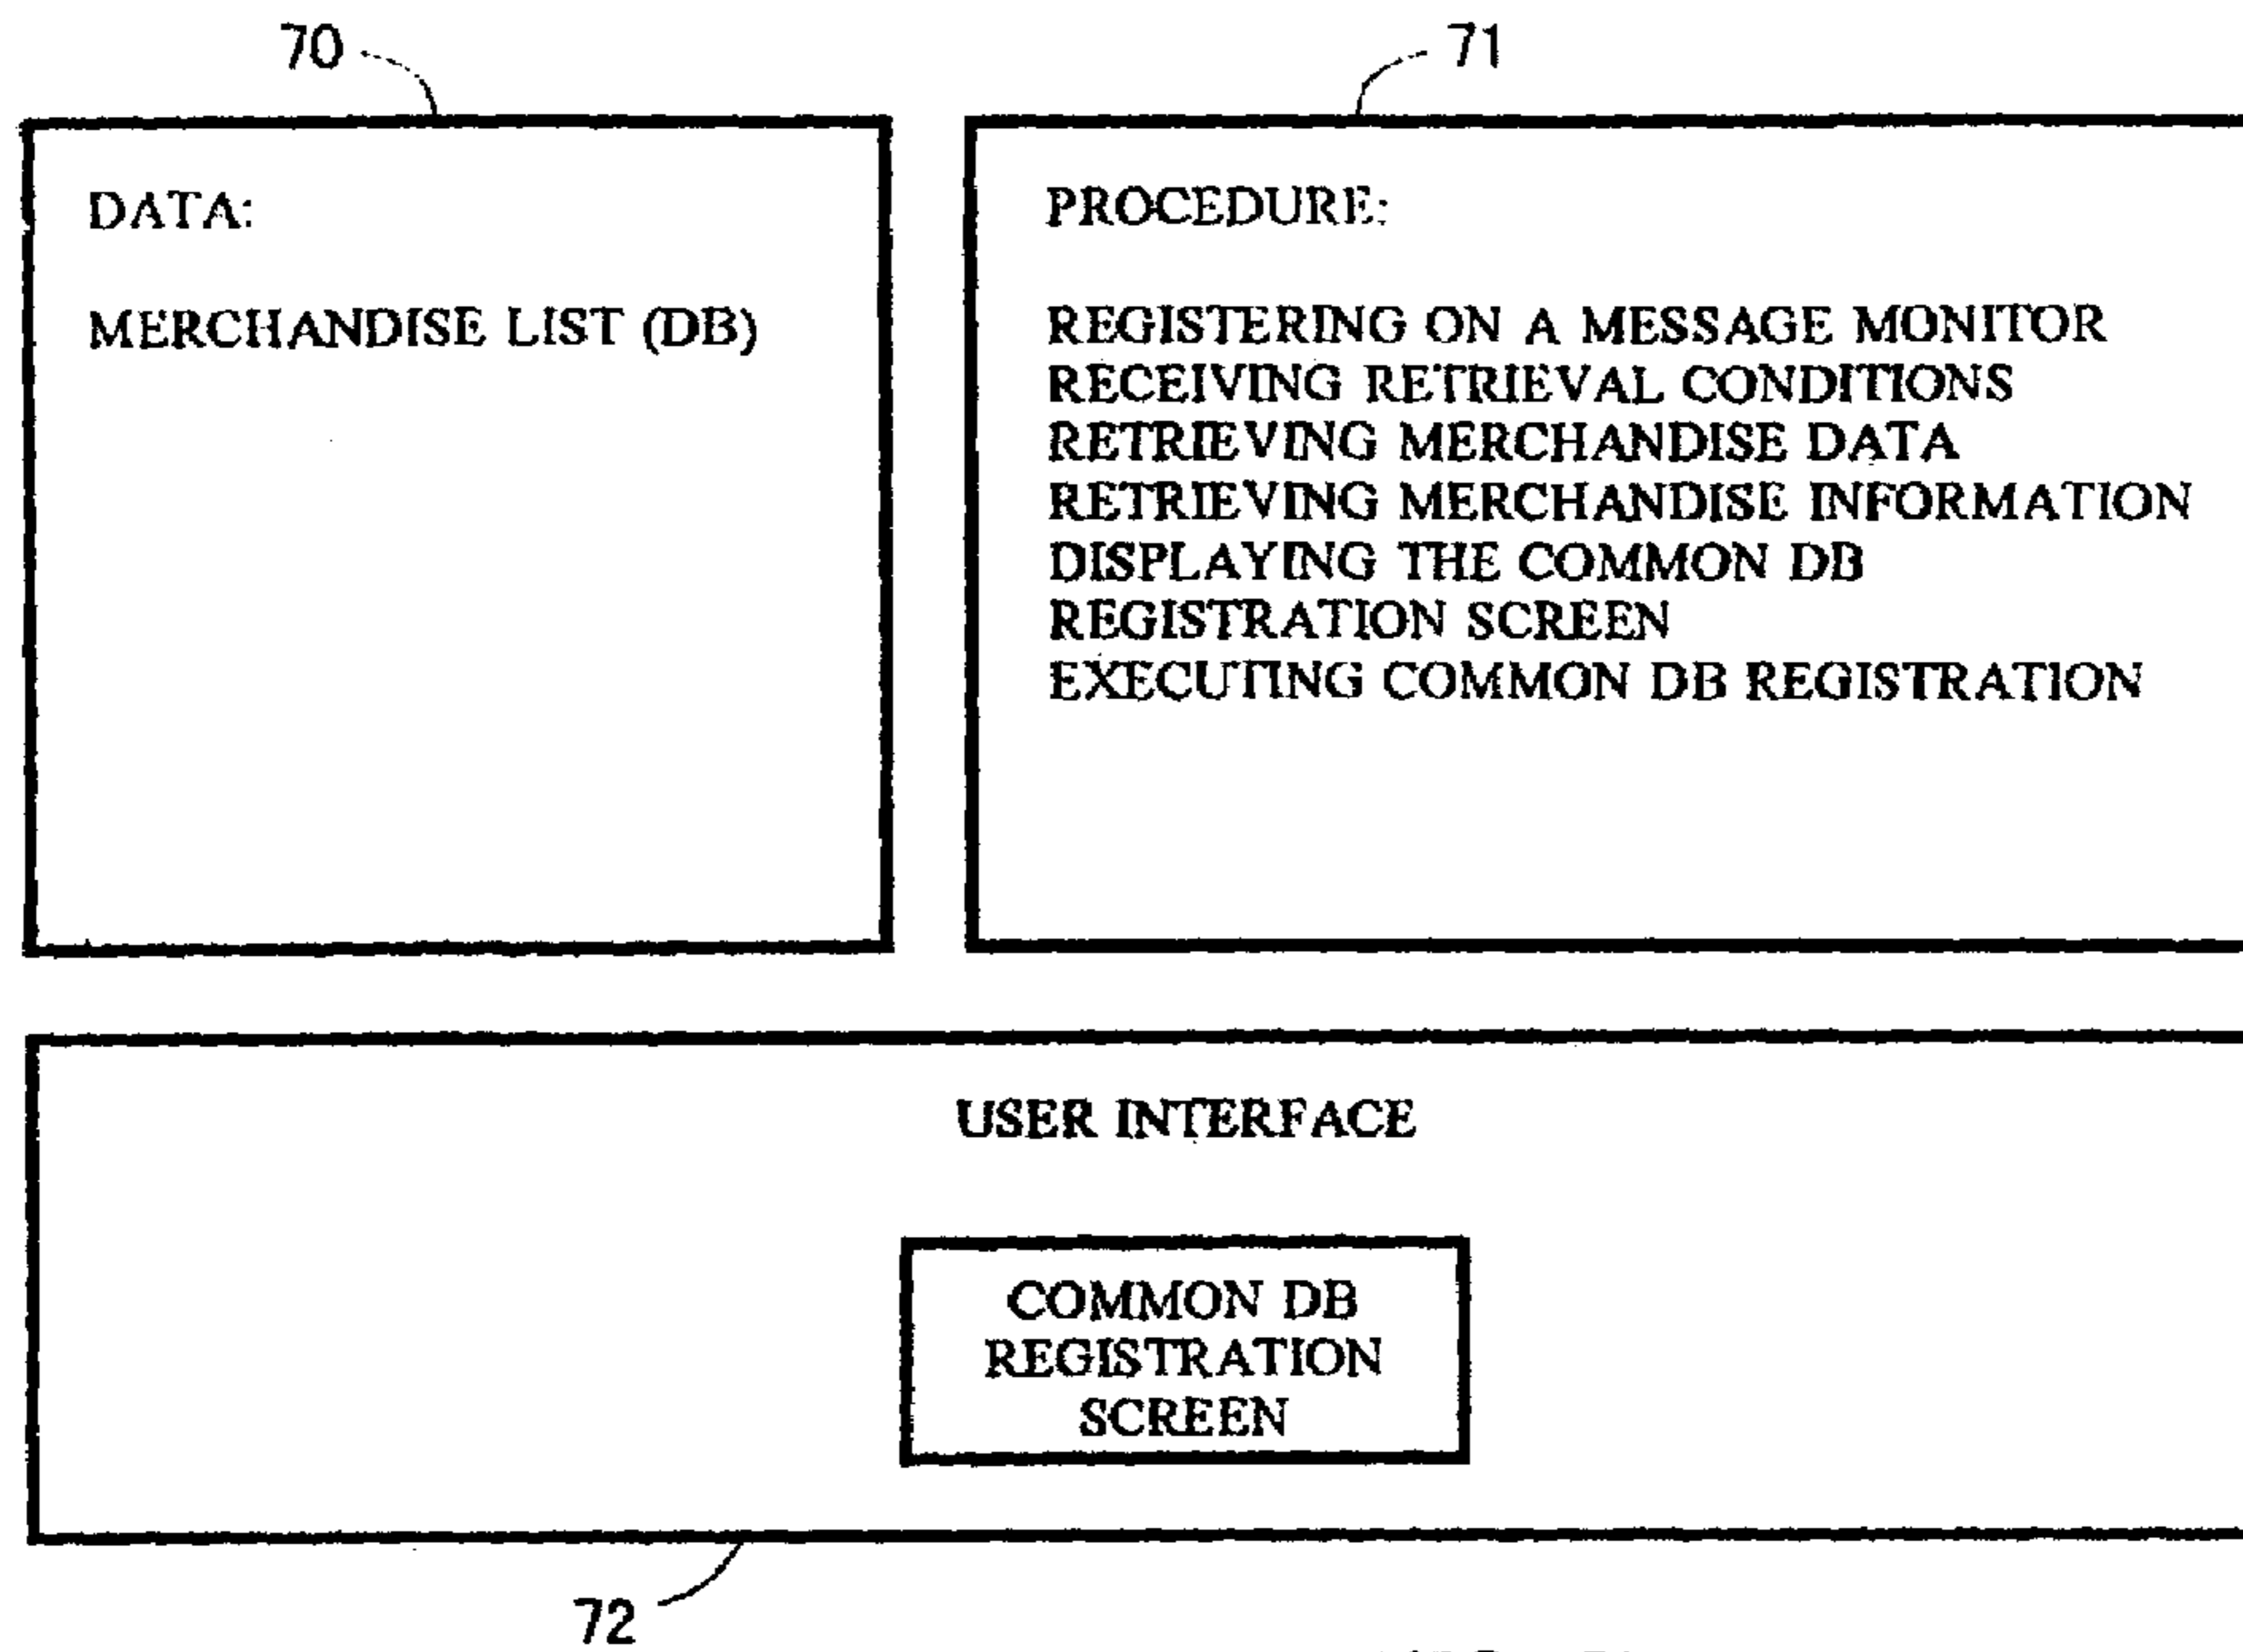 70
71
DATA:
MERCHANDISE LIST (DB)
PROCEDURE:
REGISTERING ON A MESSAGE MONITOR
RECEIVING RETRIEVAL CONDITIONS
RETRIEVING MERCHANDISE DATA
RETRIEVING MERCHANDISE INFORMATION
DISPLAYING THE COMMON DB
REGISTRATION SCREEN
EXECUTING COMMON DB REGISTRATION
USER INTERFACE
COMMON DB
REGISTRATION
SCREEN
72